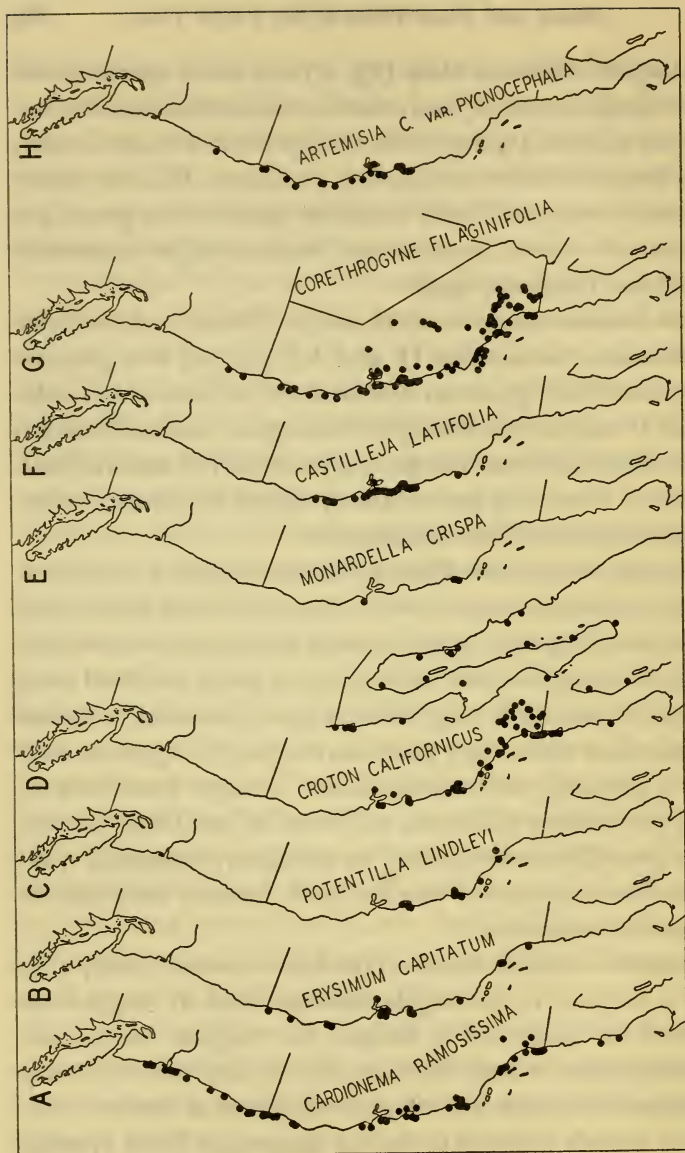 H
ARTEMISIA C. VAR. PYCNOCEPHALA
G
CORETHROGYNE FILAGINIFOLIA
F
CASTILLEJA LATIFOLIA
E
MONARDELLA CRISPA
D
CROTON CALIFORNICUS
C
POTENTILLA LINDLEYI
B
ERYSIMUM CAPITATUM
A
CARDIONEMA RAMOSISSIMA